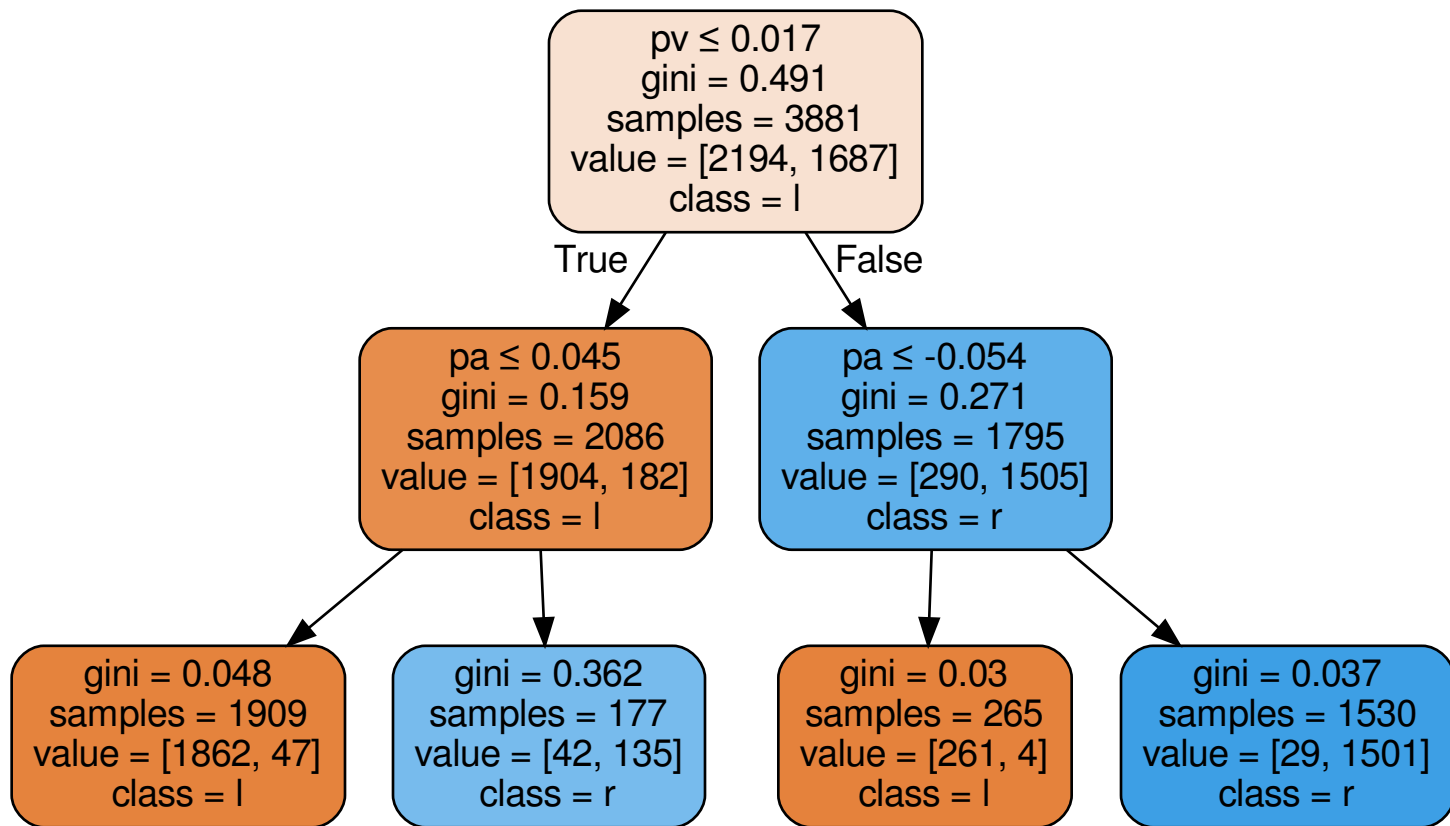 pv ≤ 0.017
gini = 0.491
samples = 3881
value = [2194, 1687]
class = l
True
False
pa ≤ 0.045
gini = 0.159
samples = 2086
value = [1904, 182]
class = l
pa ≤ -0.054
gini = 0.271
samples = 1795
value = [290, 1505]
class = r
gini = 0.048
samples = 1909
value = [1862, 47]
class = l
gini = 0.362
samples = 177
value = [42, 135]
class = r
gini = 0.03
samples = 265
value = [261, 4]
class = l
gini = 0.037
samples = 1530
value = [29, 1501]
class = r